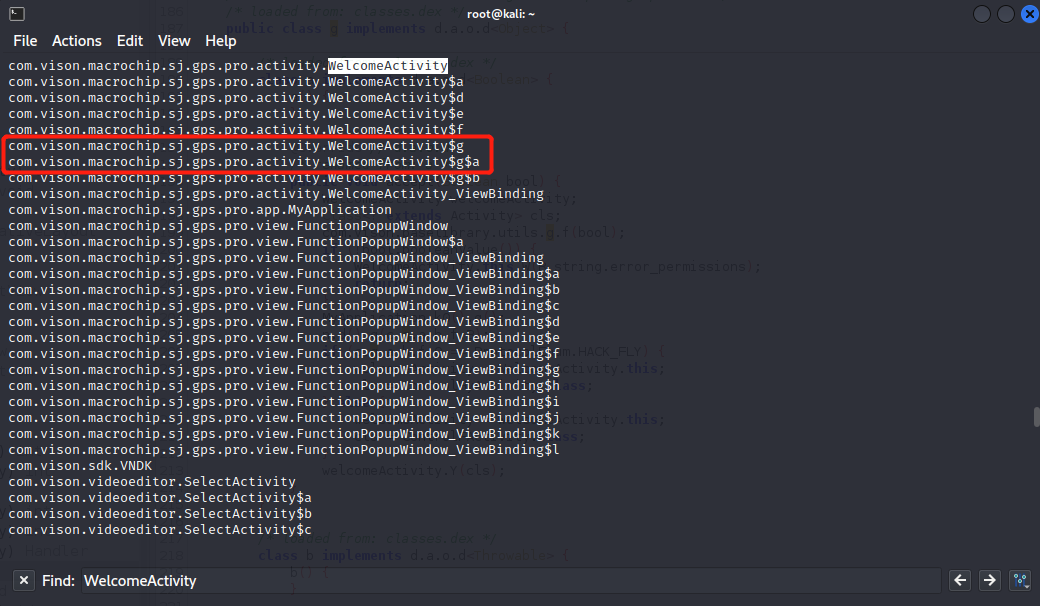 root@kali: ~
File Actions Edit View Help
com.vison.macrochip.sj.gps.pro.activity.WelcomeActivity
com.vison.macrochip.sj.gps.pro.activity.WelcomeActivity$a
com.vison.macrochip.sj.gps.pro.activity.WelcomeActivity$d
com.vison.macrochip.sj.gps.pro.activity.WelcomeActivity$e
com.vison.macrochip.sj.gps.pro.activity.WelcomeActivity$f
com.vison.macrochip.sj.gps.pro.activity.WelcomeActivity$g
com.vison.macrochip.sj.gps.pro.activity.WelcomeActivity$g$a
com.vison.macrochip.sj.gps.pro.activity.WelcomeActivity$g$b
com.vison.macrochip.sj.gps.pro.activity.WelcomeActivity_ViewBinding
com.vison.macrochip.sj.gps.pro.app.MyApplication
com.vison.macrochip.sj.gps.pro.view.FunctionPopupWindow
com.vison.macrochip.sj.gps.pro.view.FunctionPopupWindow$a
com.vison.macrochip.sj.gps.pro.view.FunctionPopupWindow_ViewBinding
com.vison.macrochip.sj.gps.pro.view.FunctionPopupWindow_ViewBinding$a
com.vison.macrochip.sj.gps.pro.view.FunctionPopupWindow_ViewBinding$b
com.vison.macrochip.sj.gps.pro.view.FunctionPopupWindow_ViewBinding$c
com.vison.macrochip.sj.gps.pro.view.FunctionPopupWindow_ViewBinding$d
com.vison.macrochip.sj.gps.pro.view.FunctionPopupWindow_ViewBinding$e
com.vison.macrochip.sj.gps.pro.view.FunctionPopupWindow_ViewBinding$f
com.vison.macrochip.sj.gps.pro.view.FunctionPopupWindow_ViewBinding$g
com.vison.macrochip.sj.gps.pro.view.FunctionPopupWindow_ViewBinding$h
com.vison.macrochip.sj.gps.pro.view.FunctionPopupWindow_ViewBinding$i
com.vison.macrochip.sj.gps.pro.view.FunctionPopupWindow_ViewBinding$j
com.vison.macrochip.sj.gps.pro.view.FunctionPopupWindow_ViewBinding$k
com.vison.macrochip.sj.gps.pro.view.FunctionPopupWindow_ViewBinding$l
com.vison.sdk.VNDK
com.vison.videoeditor.SelectActivity
com.vison.videoeditor.SelectActivity$a
com.vison.videoeditor.SelectActivity$b
com.vison.videoeditor.SelectActivity$c
Find: WelcomeActivity